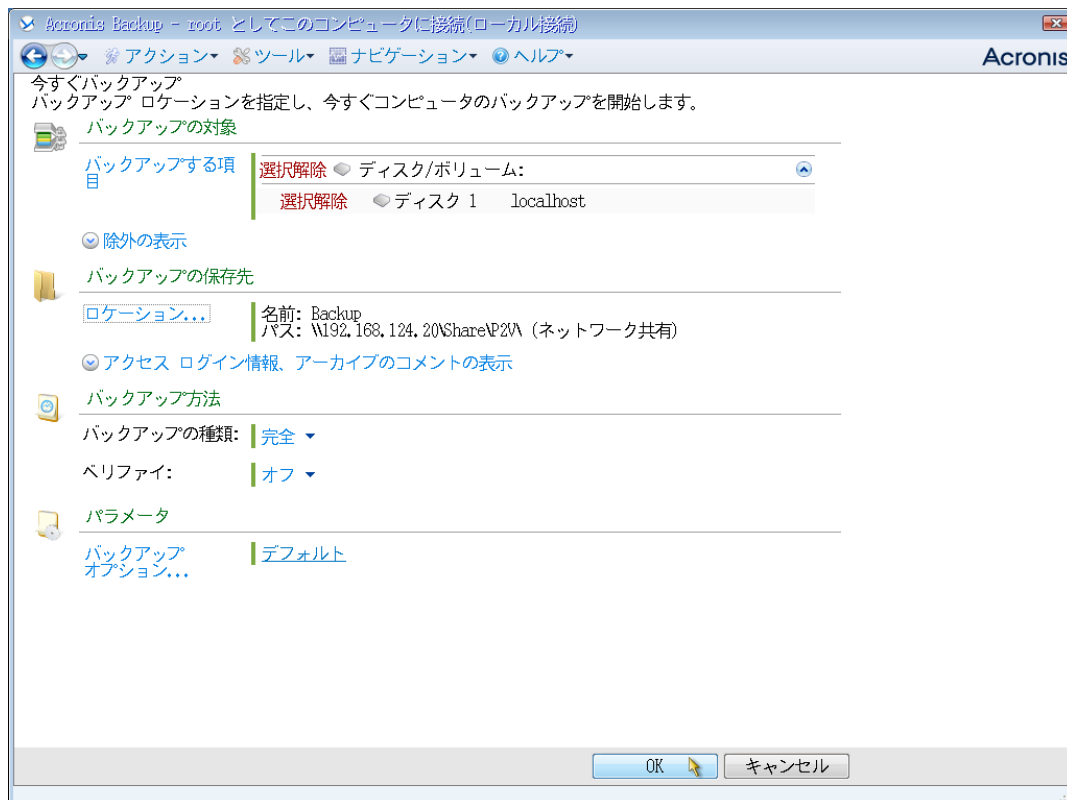 Acronis Backup - root としてこのコンピュータに接続(ローカル接続)
アクション ツール ナビゲーション ヘルプ Acronis
今すぐバックアップ
バックアップ ロケーションを指定し、今すぐコンピュータのバックアップを開始します。
バックアップの対象
バックアップする項目
選択解除 ディスク/ボリューム:
選択解除 ディスク 1 localhost
除外の表示
バックアップの保存先
ロケーション...
名前: Backup
パス: \\192.168.124.20\Share\P2V\ (ネットワーク共有)
アクセス ログイン情報、アーカイブのコメントの表示
バックアップ方法
バックアップの種類: 完全
ベリファイ: オフ
パラメータ
バックアップ
オプション...
デフォルト
OK キャンセル